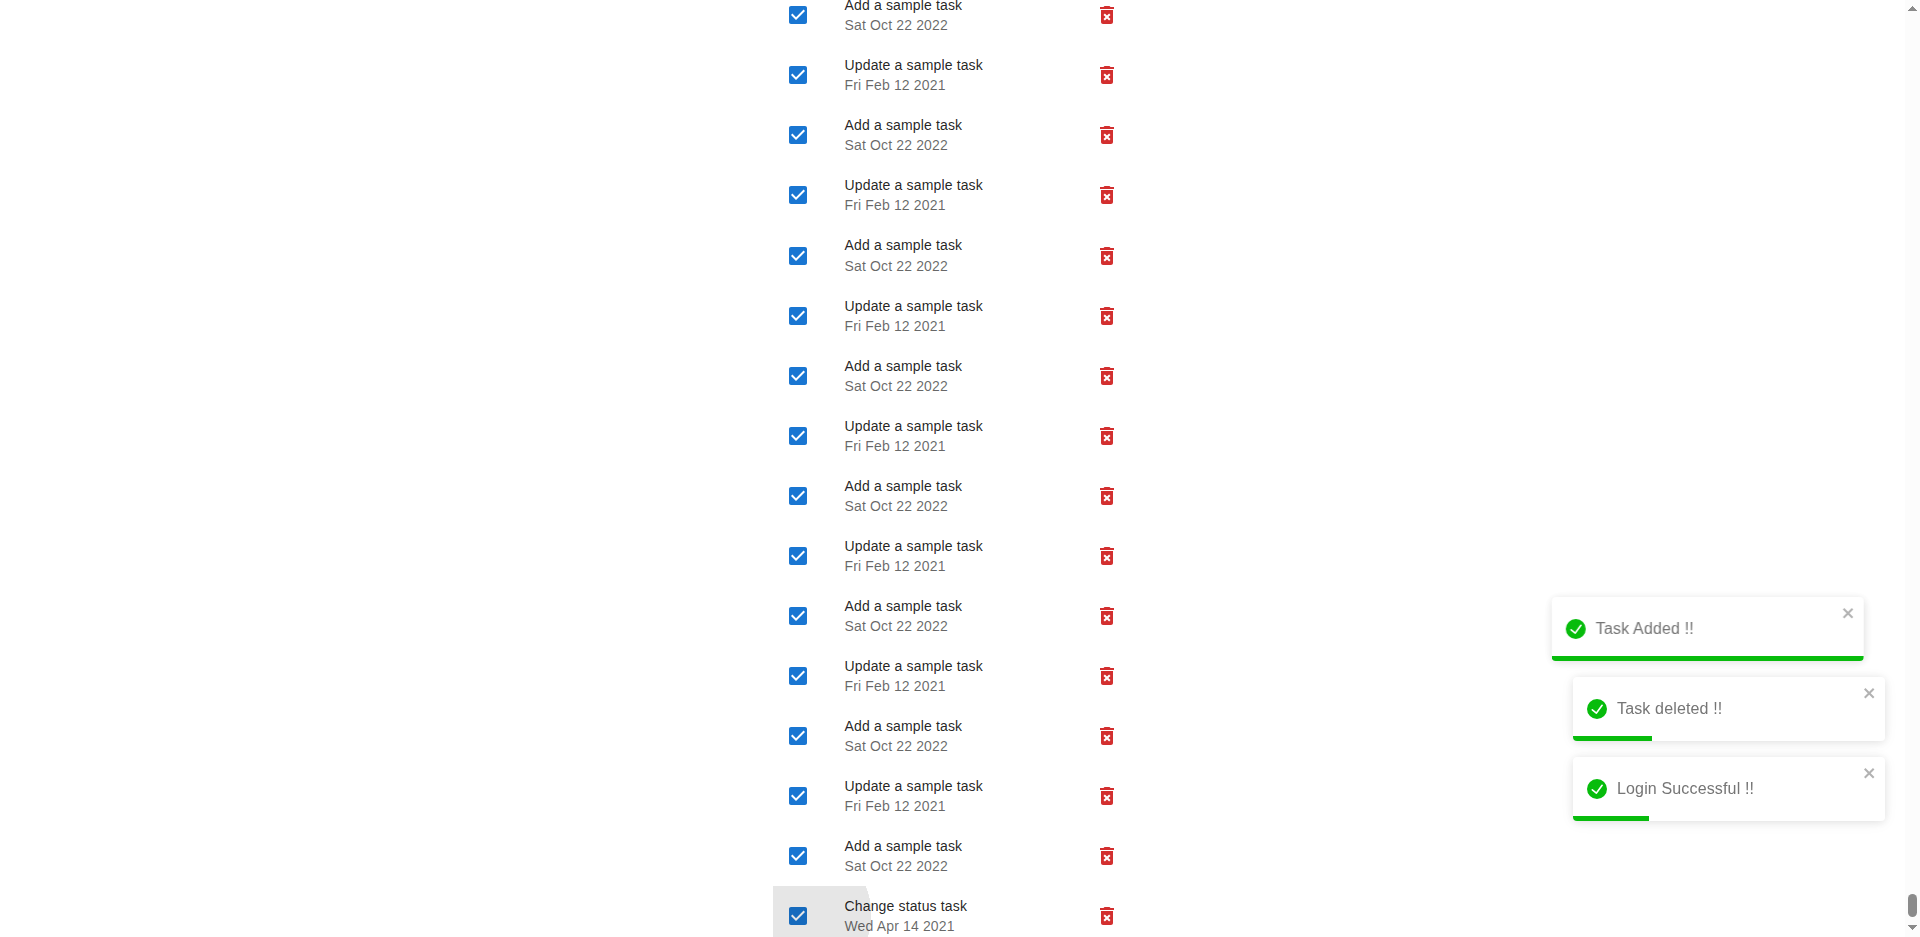 Add a sample task
Sat Oct 22 2022
Update a sample task
Fri Feb 12 2021
Add a sample task
Sat Oct 22 2022
Update a sample task
Fri Feb 12 2021
Add a sample task
Sat Oct 22 2022
Update a sample task
Fri Feb 12 2021
Add a sample task
Sat Oct 22 2022
Update a sample task
Fri Feb 12 2021
Add a sample task
Sat Oct 22 2022
Update a sample task
Fri Feb 12 2021
Add a sample task
Sat Oct 22 2022
Update a sample task
Fri Feb 12 2021
Add a sample task
Sat Oct 22 2022
Update a sample task
Fri Feb 12 2021
Add a sample task
Sat Oct 22 2022
Change status task
Wed Apr 14 2021
Task Added !!
Task deleted !!
Login Successful !!